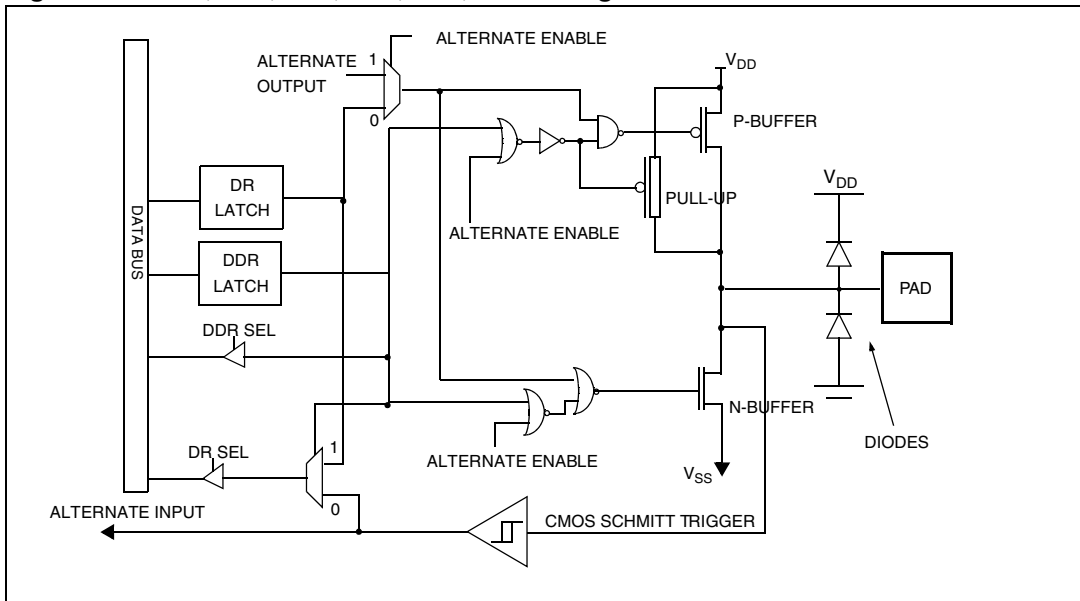 ALTERNATE ENABLE
ALTERNATE
OUTPUT
1
0
VDD
P-BUFFER
PULL-UP
VDD
DR
LATCH
DATA BUS
ALTERNATE ENABLE
DDR
LATCH
PAD
DDR SEL
N-BUFFER
DIODES
DR SEL
1
0
ALTERNATE ENABLE
VSS
ALTERNATE INPUT
CMOS SCHMITT TRIGGER